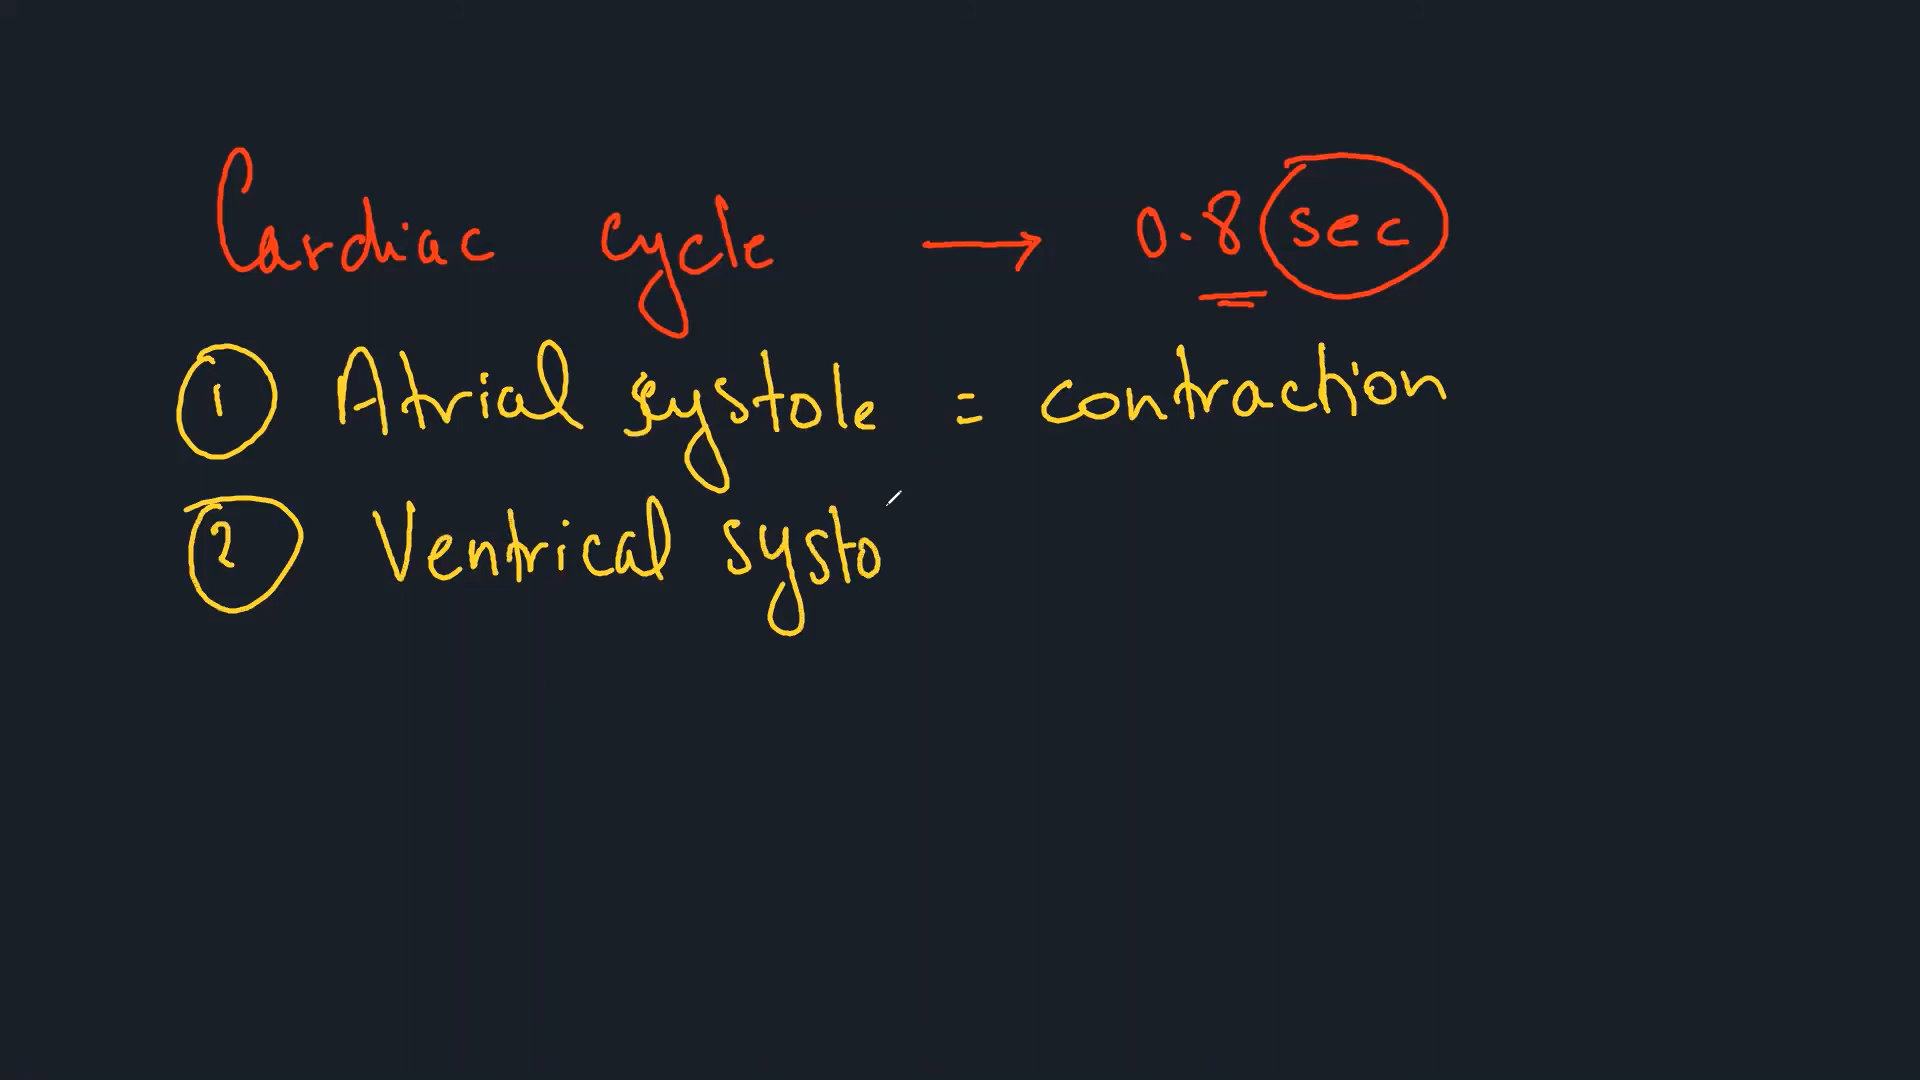 Cardiac cycle → 0.8 sec
1 Atrial systole = contraction
2 Ventrical systo